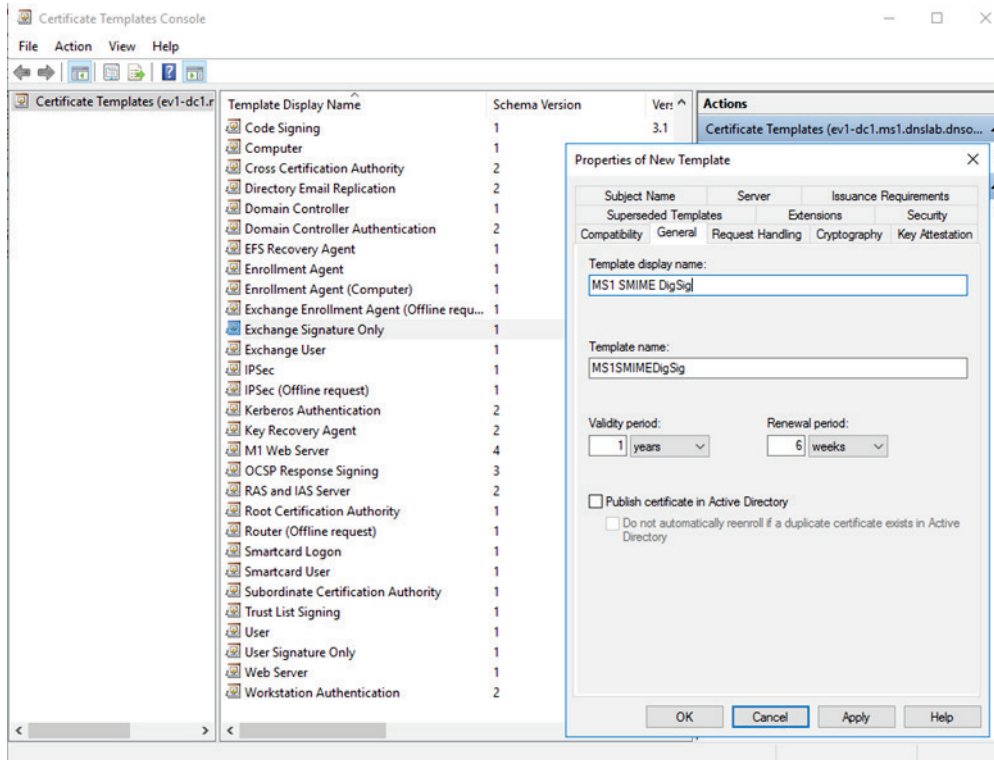 Certificate Templates Console
File Action View Help
Certificate Templates (ev1-dc1.r
Template Display Name Schema Version Vers
Code Signing 1 3.1
Computer 1
Cross Certification Authority 2
Directory Email Replication 2
Domain Controller 1
Domain Controller Authentication 2
EFS Recovery Agent 1
Enrollment Agent 1
Enrollment Agent (Computer) 1
Exchange Enrollment Agent (Offline requ... 1
Exchange Signature Only 1
Exchange User 1
IPSec 1
IPSec (Offline request) 1
Kerberos Authentication 2
Key Recovery Agent 2
M1 Web Server 4
OCSP Response Signing 3
RAS and IAS Server 2
Root Certification Authority 1
Router (Offline request) 1
Smartcard Logon 1
Smartcard User 1
Subordinate Certification Authority 1
Trust List Signing 1
User 1
User Signature Only 1
Web Server 1
Workstation Authentication 2
Actions
Certificate Templates (ev1-dc1.ms1.dnslab.dnso...
Properties of New Template
Subject Name Server Issuance Requirements
Superseded Templates Extensions Security
Compatibility General Request Handling Cryptography Key Attestation
Template display name:
MS1 SMIME DigSig
Template name:
MS1SMIMEDigSig
Validity period: Renewal period:
1 years 6 weeks
Publish certificate in Active Directory
Do not automatically reenroll if a duplicate certificate exists in Active
Directory
OK Cancel Apply Help